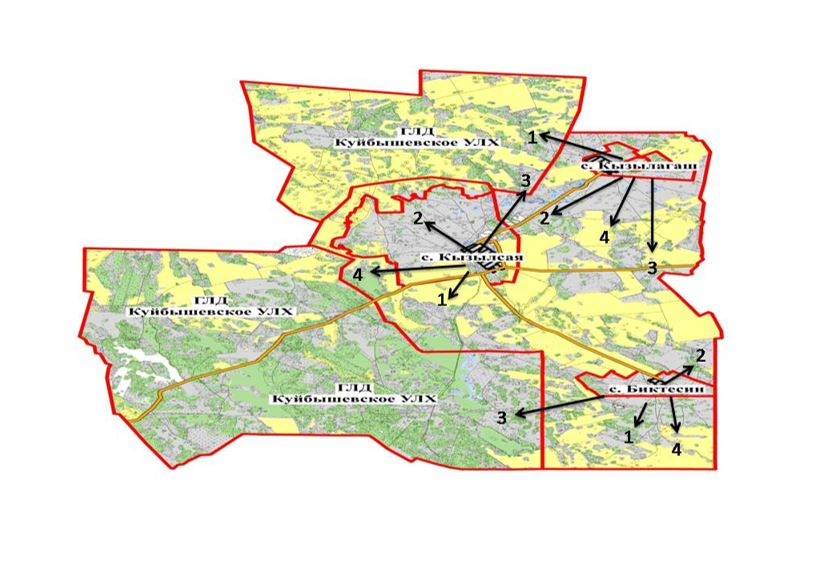 ГЛД
Куйбышевское УЛХ
1
с. Кызылагаш
3
2
2
4
3
с. Кызылсая
4
1
ГЛД
Куйбышевское УЛХ
2
ГЛД
Куйбышевское УЛХ
с. Биктесин
3
1
4